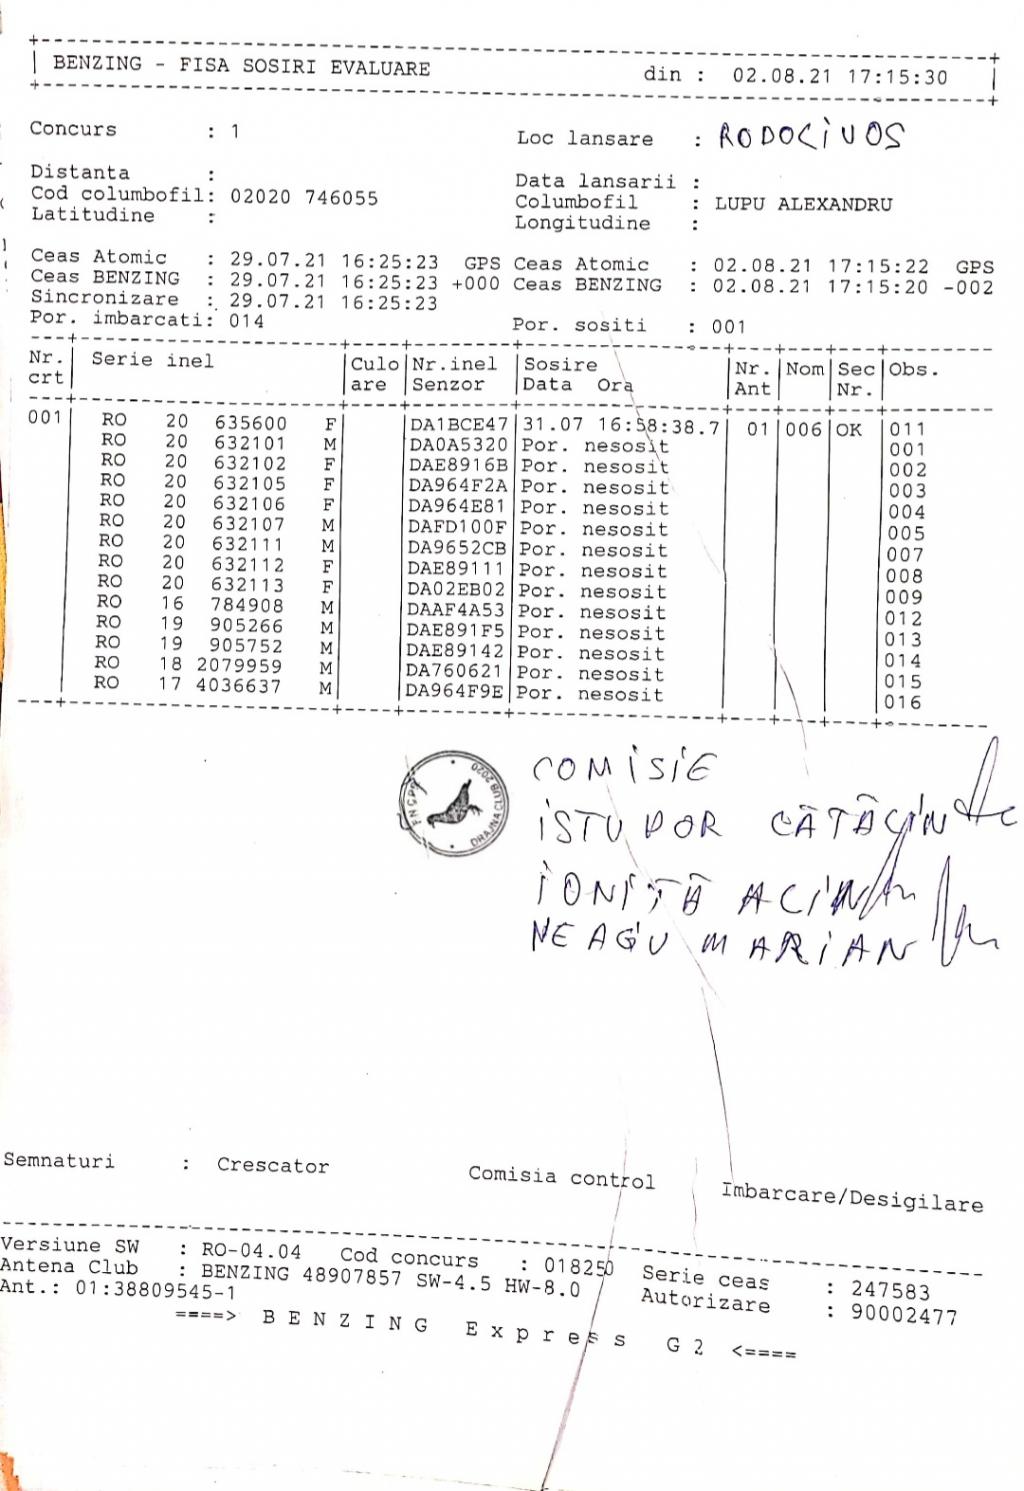 BENZING - FISA SOSIRI EVALUARE din : 02.08.21 17:15:30
Concurs : 1 Loc lansare : RODOCIVOS
Distanta : Data lansarii :
Cod columbofil: 02020 746055 Columbofil : LUPU ALEXANDRU
Latitudine : Longitudine :
Ceas Atomic : 29.07.21 16:25:23 GPS Ceas Atomic : 02.08.21 17:15:22 GPS
Ceas BENZING : 29.07.21 16:25:23 +000 Ceas BENZING : 02.08.21 17:15:20 -002
Sincronizare : 29.07.21 16:25:23
Por. imbarcati: 014 Por. sositi : 001
Nr. Serie inel Culo Nr.inel Sosire Nr. Nom Sec Obs.
crt are Senzor Data Ora Ant Nr.
001 RO 20 635600 F DA1BCE47 31.07 16:58:38.7 01 006 OK 011
RO 20 632101 M DA0A5320 Por. nesosit 001
RO 20 632102 F DAE8916B Por. nesosit 002
RO 20 632105 F DA964F2A Por. nesosit 003
RO 20 632106 F DA964E81 Por. nesosit 004
RO 20 632107 M DAFD100F Por. nesosit 005
RO 20 632111 M DA9652CB Por. nesosit 007
RO 20 632112 F DAE89111 Por. nesosit 008
RO 20 632113 F DA02EB02 Por. nesosit 009
RO 16 784908 M DAAF4A53 Por. nesosit 012
RO 19 905266 M DAE891F5 Por. nesosit 013
RO 19 905752 M DAE89142 Por. nesosit 014
RO 18 2079959 M DA760621 Por. nesosit 015
RO 17 4036637 M DA964F9E Por. nesosit 016
FNCPR DRAJNA CLUB 2020
COMISIE
ISTUDOR CĂTĂLIN
IONIȚĂ ALIN
NEAGU MARIAN
Semnaturi : Crescator Comisia control Imbarcare/Desigilare
Versiune SW : RO-04.04 Cod concurs : 018250 Serie ceas : 247583
Antena Club : BENZING 48907857 SW-4.5 HW-8.0 Autorizare : 90002477
Ant.: 01:38809545-1
====> BENZING Express G2 <====